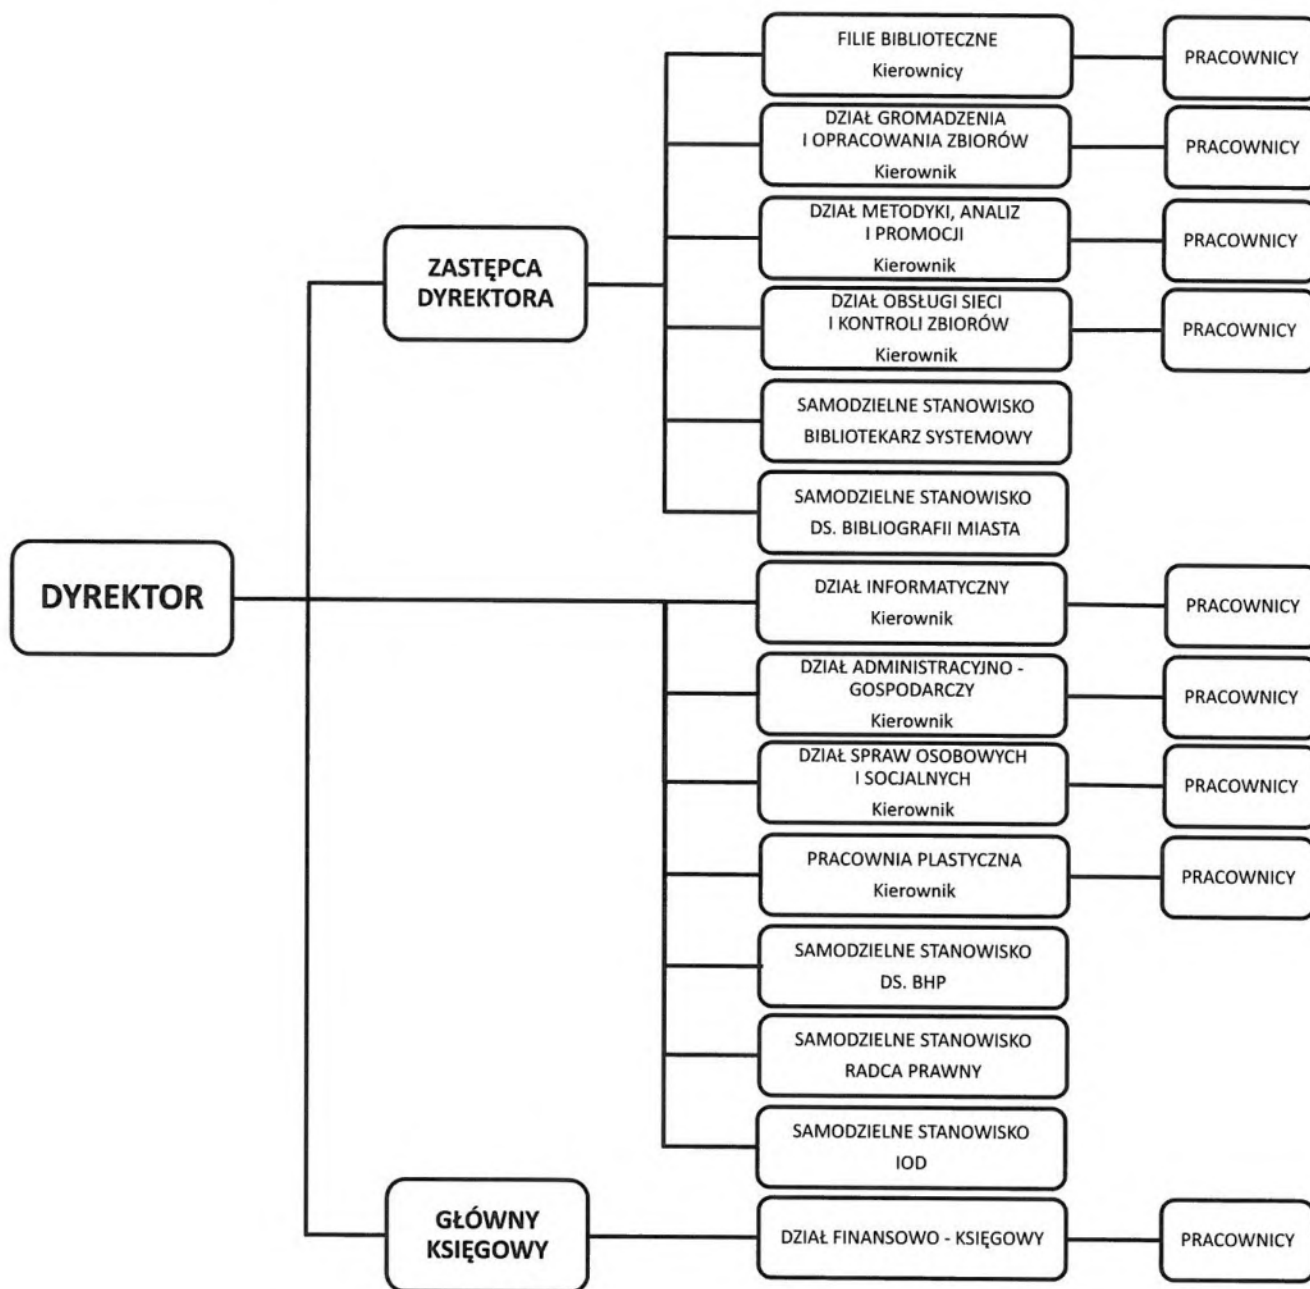 FILIE BIBLIOTECZNE
Kierownicy
PRACOWNICY
DZIAŁ GROMADZENIA
I OPRACOWANIA ZBIORÓW
Kierownik
PRACOWNICY
DZIAŁ METODYKI, ANALIZ
I PROMOCJI
Kierownik
PRACOWNICY
ZASTĘPCA
DYREKTORA
DZIAŁ OBSŁUGI SIECI
I KONTROLI ZBIORÓW
Kierownik
PRACOWNICY
SAMODZIELNE STANOWISKO
BIBLIOTEKARZ SYSTEMOWY
SAMODZIELNE STANOWISKO
DS. BIBLIOGRAFII MIASTA
DYREKTOR
DZIAŁ INFORMATYCZNY
Kierownik
PRACOWNICY
DZIAŁ ADMINISTRACYJNO -
GOSPODARCZY
Kierownik
PRACOWNICY
DZIAŁ SPRAW OSOBOWYCH
I SOCJALNYCH
Kierownik
PRACOWNICY
PRACOWNIA PLASTYCZNA
Kierownik
PRACOWNICY
SAMODZIELNE STANOWISKO
DS. BHP
SAMODZIELNE STANOWISKO
RADCA PRAWNY
SAMODZIELNE STANOWISKO
IOD
GŁÓWNY
KSIĘGOWY
DZIAŁ FINANSOWO - KSIĘGOWY
PRACOWNICY